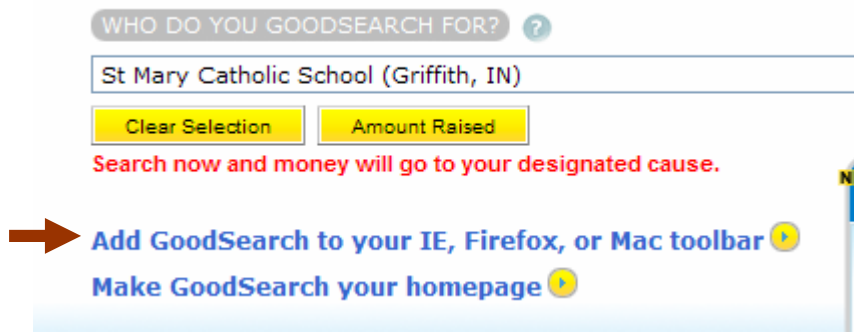 WHO DO YOU GOODSEARCH FOR? ?
St Mary Catholic School (Griffith, IN)
Clear Selection Amount Raised
Search now and money will go to your designated cause.
N
Add GoodSearch to your IE, Firefox, or Mac toolbar
Make GoodSearch your homepage